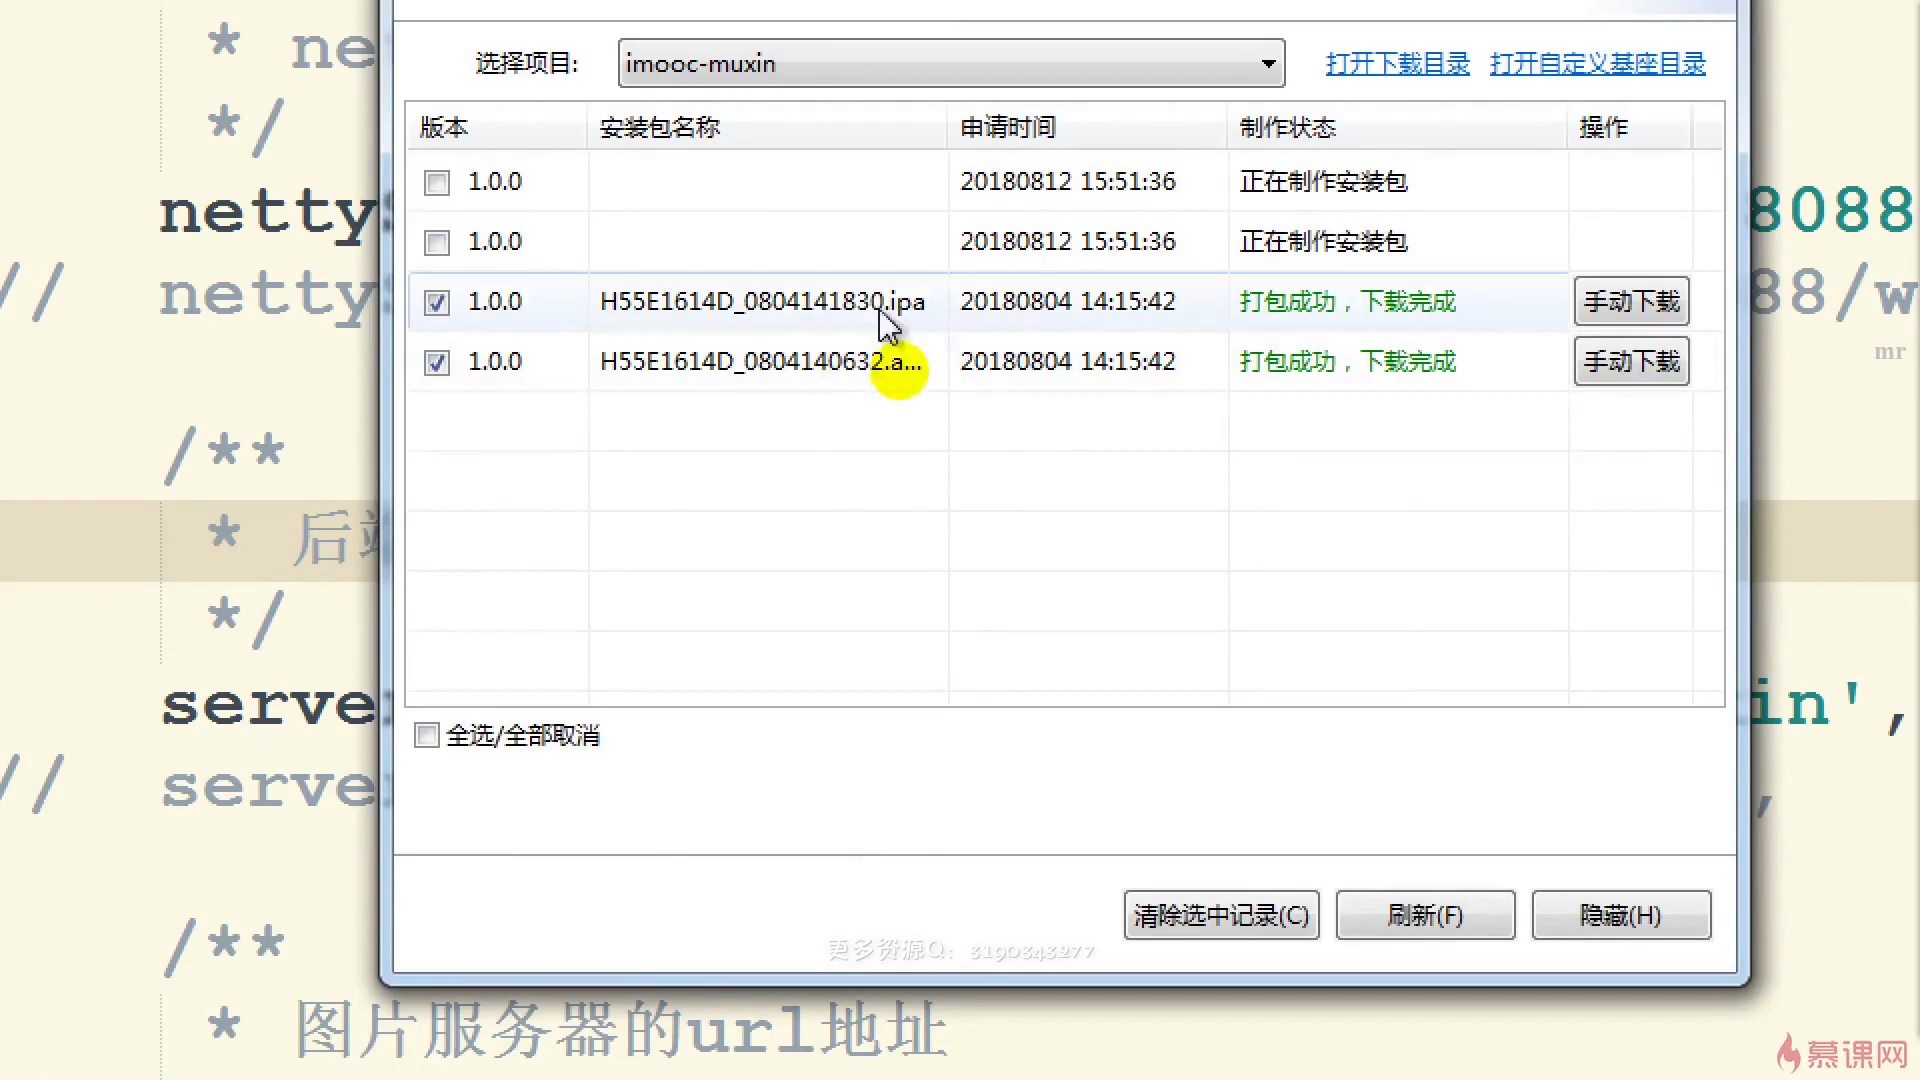 * ne
*/
netty
8088
// netty
88/w
mr
/**
* 后
*/
serve
in',
// serve
,
/**
* 图片服务器的url地址
选择项目:
imooc-muxin
打开下载目录 打开自定义基座目录
版本 安装包名称 申请时间 制作状态 操作
1.0.0 20180812 15:51:36 正在制作安装包
1.0.0 20180812 15:51:36 正在制作安装包
1.0.0 H55E1614D_0804141830.ipa 20180804 14:15:42 打包成功，下载完成 手动下载
1.0.0 H55E1614D_0804140632.a... 20180804 14:15:42 打包成功，下载完成 手动下载
全选/全部取消
清除选中记录(C) 刷新(F) 隐藏(H)
更多资源Q：3190343277
慕课网